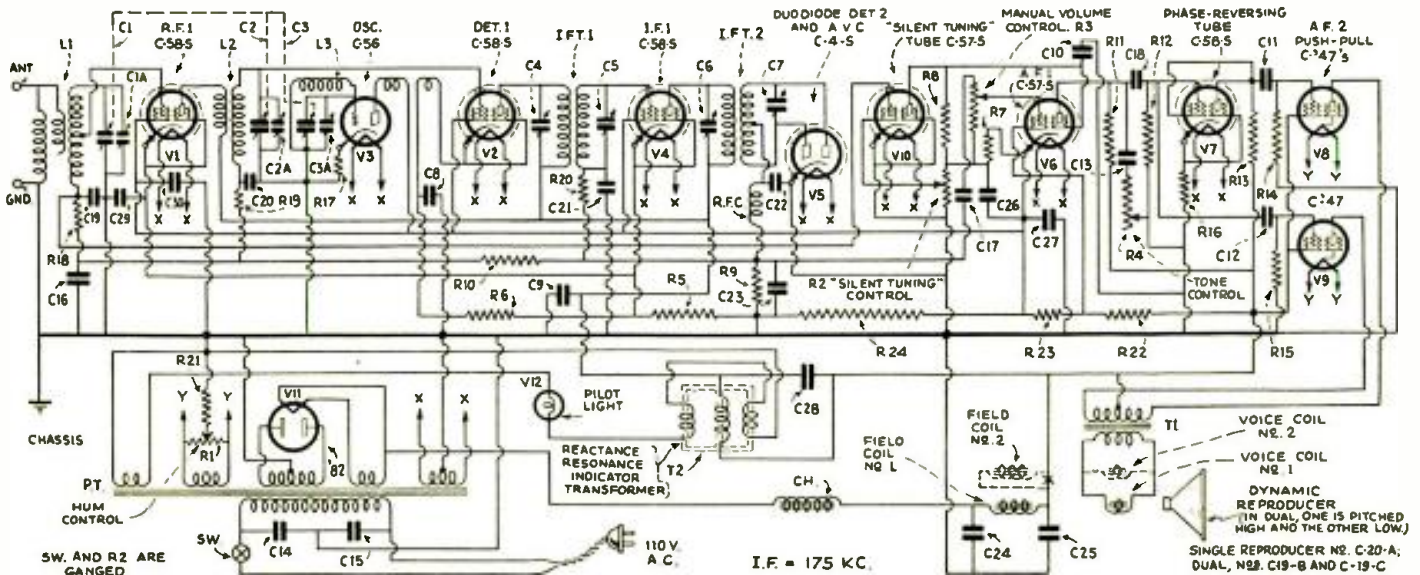 ANT
L1
C1
C1A
R.F.1
C-58-S
C2
C3
L2
L3
OSC.
C-56
DET.1
C-58-S
C4
I.F.T.1
C5
I.F.1
C-58-S
C6
I.F.T.2
C7
DUODIODE DET 2
AND A V C
C-4-S
"SILENT TUNING"
TUBE C-57-S
R8
MANUAL VOLUME
CONTROL. R3
C10
A.F.1
C-57-S
R7
R11
C18
R12
PHASE-REVERSING
TUBE
C-56-S
C11
A.F.2
PUSH-PULL
C-'47'S
GND
V1
V3
V2
V4
V5
V10
V6
V7
V8
C2A
C3A
C30
C19
C29
C20
R19
R17
C8
R20
C21
C22
R.F.C
C17
C26
C27
C13
R4
R16
R13
R14
C12
C-'47
V9
X X
Y Y
R18
C16
R10
R6
C9
R5
R9
C23
R2 "SILENT TUNING"
CONTROL
R24
R23
TONE
CONTROL
R22
R15
CHASSIS
R21
Y Y
R1
V11
82
X X
V12
PILOT
LIGHT
REACTANCE
RESONANCE
INDICATOR
TRANSFORMER
T2
C28
FIELD
COIL
NO. 2
FIELD
COIL
NO 1.
T1
VOICE COIL
NO. 2
VOICE COIL
NO. 1
P.T.
HUM
CONTROL
SW
C14
C15
110 V.
A C.
CH.
C24
C25
I.F. = 175 KC.
DYNAMIC
REPRODUCER
(IN DUAL, ONE IS PITCHED
HIGH AND THE OTHER LOW.)
SW. AND R2 ARE
GANGED
SINGLE REPRODUCER NO. C-20-A;
DUAL, NOS. C19-B AND C-19-C